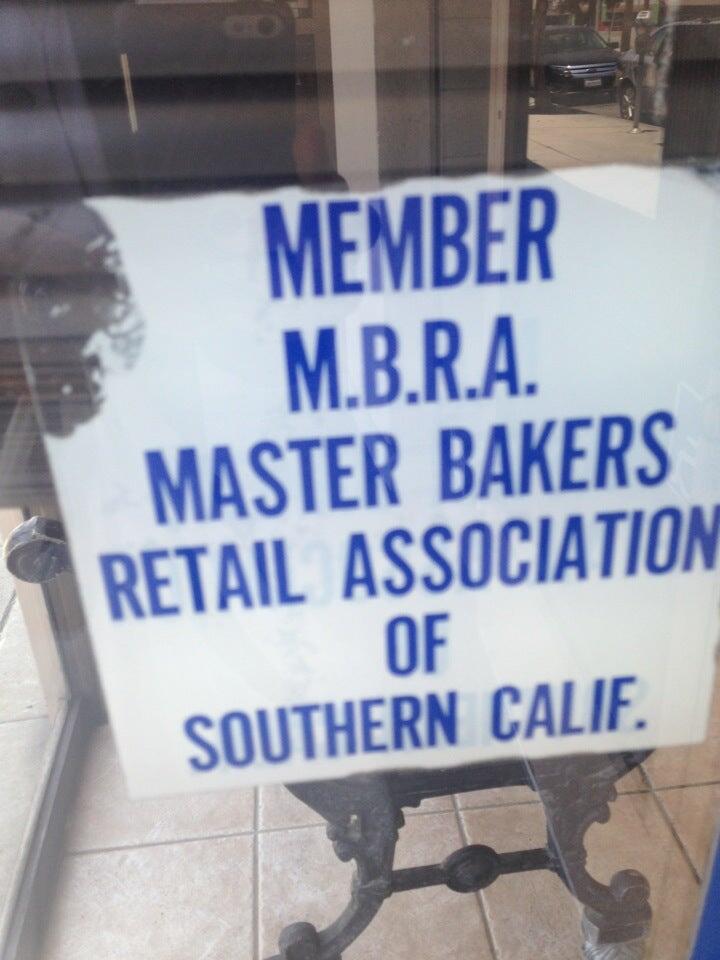 MEMBER
M.B.R.A.
MASTER BAKERS
RETAIL ASSOCIATION
OF
SOUTHERN CALIF.